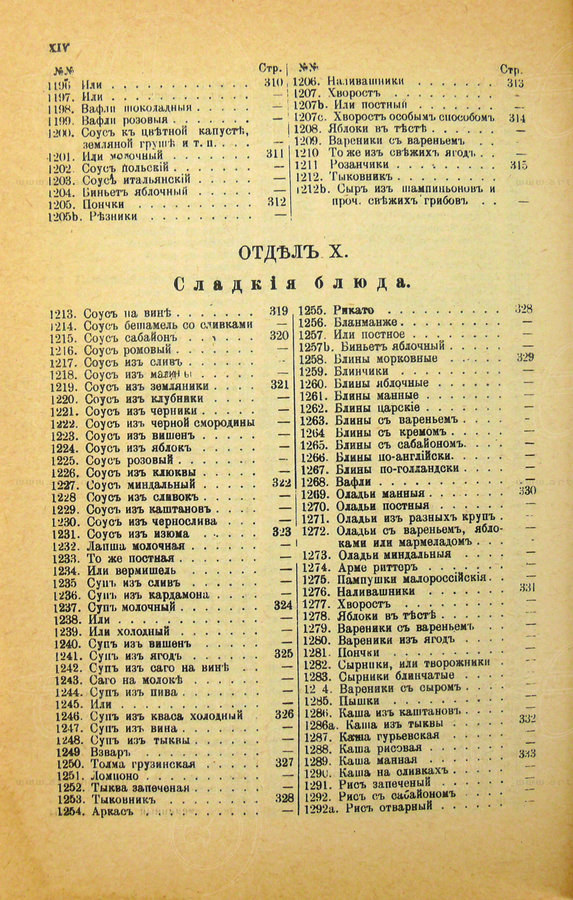 XIV
№№ Стр.
1196 Или . . . . . . . . . . . 310
1197. Или . . . . . . . . . . . —
1198. Вафли шоколадныя . . . . . —
1199. Вафли розовыя . . . . . . —
1200. Соусъ къ цвѣтной капустѣ,
земляной грушѣ и т. п. . . . —
1201. Или молочный . . . . . . . 311
1202. Соусъ польскій . . . . . . —
1203. Соусъ итальянскій . . . . . —
1204. Биньетъ яблочный . . . . . —
1205. Пончки . . . . . . . . . 312
1205b. Рѣзники . . . . . . . . —
№№ Стр.
1206. Наливашники . . . . . . . 313
1207. Хворостъ . . . . . . . . —
1207b. Или постный . . . . . . . —
1207c. Хворостъ особымъ способомъ 314
1208. Яблоки въ тѣстѣ . . . . . . —
1209. Вареники съ вареньемъ . . . —
1210 То же изъ свѣжихъ ягодъ . . —
1211 Розанчики . . . . . . . . 315
1212. Тыковникъ . . . . . . . . —
1212b. Сыръ изъ шампиньоновъ и
проч. свѣжихъ грибовъ . . —
ОТДѢЛЪ X.
Сладкія блюда.
1213. Соусъ на винѣ . . . . . . . 319
1214. Соусъ бешамель со сливками —
1215. Соусъ сабайонъ . . . . . . 320
1216. Соусъ ромовый . . . . . . —
1217. Соусъ изъ сливъ . . . . . . —
1218. Соусъ изъ малины . . . . . —
1219. Соусъ изъ земляники . . . . 321
1220. Соусъ изъ клубники . . . . —
1221. Соусъ изъ черники . . . . . —
1222. Соусъ изъ черной смородины —
1223. Соусъ изъ вишенъ . . . . . —
1224. Соусъ изъ яблокъ . . . . . —
1225. Соусъ розовый . . . . . . —
1226. Соусъ изъ клюквы . . . . . —
1227. Соусъ миндальный . . . . . 322
1228 Соусъ изъ сливокъ . . . . . —
1229. Соусъ изъ каштановъ . . . . —
1230. Соусъ изъ чернослива . . . —
1231. Соусъ изъ изюма . . . . . 323
1232. Лапша молочная . . . . . . —
1233. То же постная . . . . . . . —
1234. Или вермишель . . . . . . —
1235 Супъ изъ сливъ . . . . . . —
1236. Супъ изъ кардамона . . . . —
1237. Супъ молочный . . . . . . 324
1238. Или . . . . . . . . . . . —
1239. Или холодный . . . . . . . —
1240. Супъ изъ вишенъ . . . . . —
1241. Супъ изъ ягодъ . . . . . . 325
1242. Супъ изъ саго на винѣ . . . —
1243. Саго на молокѣ . . . . . . —
1244. Супъ изъ пива . . . . . . . —
1245. Или . . . . . . . . . . . —
1246. Супъ изъ кваса холодный 326
1247. Супъ изъ вина . . . . . . . —
1248. Супъ изъ тыквы . . . . . . —
1249 Взваръ . . . . . . . . . —
1250. Толма грузинская . . . . . 327
1251. Ломпоно . . . . . . . . . —
1252. Тыква запеченая . . . . . . —
1253. Тыковникъ . . . . . . . . 328
1254. Аркасъ . . . . . . . . . —
1255. Рикато . . . . . . . . . 328
1256. Бланманже . . . . . . . . —
1257. Или постное . . . . . . . —
1257b. Биньетъ яблочный . . . . . —
1258. Блины морковные . . . . . 329
1259. Блинчики . . . . . . . . —
1260. Блины яблочные . . . . . . —
1261. Блины манные . . . . . . —
1262. Блины царскіе . . . . . . —
1263. Блины съ вареньемъ . . . . —
1264 Блины съ кремомъ . . . . . —
1265. Блины съ сабайономъ . . . . —
1266. Блины по-англійски . . . . —
1267. Блины по-голландски . . . . —
1268. Вафли . . . . . . . . . . —
1269. Оладьи манныя . . . . . . 330
1270. Оладьи постныя . . . . . . —
1271. Оладьи изъ разныхъ крупъ . —
1272. Оладьи съ вареньемъ, ябло-
ками или мармеладомъ . . . —
1273. Оладьи миндальныя . . . . —
1274. Арме риттеръ . . . . . . . —
1275. Пампушки малороссійскія . . —
1276. Наливашники . . . . . . . 331
1277. Хворостъ . . . . . . . . —
1278. Яблоки въ тѣстѣ . . . . . —
1279. Вареники съ вареньемъ . . —
1280. Вареники изъ ягодъ . . . . —
1281. Пончки . . . . . . . . . —
1282. Сырники, или творожники . —
1283. Сырники блинчатые . . . . —
12 4. Вареники съ сыромъ . . . . —
1285. Пышки . . . . . . . . . —
1286. Каша изъ каштановъ . . . . —
1286a. Каша изъ тыквы . . . . . 332
1287. Каша гурьевская . . . . . —
1288. Каша рисовая . . . . . . —
1289. Каша манная . . . . . . . 333
1290. Каша на сливкахъ . . . . . —
1291. Рисъ запеченый . . . . . . —
1292. Рисъ съ сабайономъ . . . . —
1292a. Рисъ отварный . . . . . . —